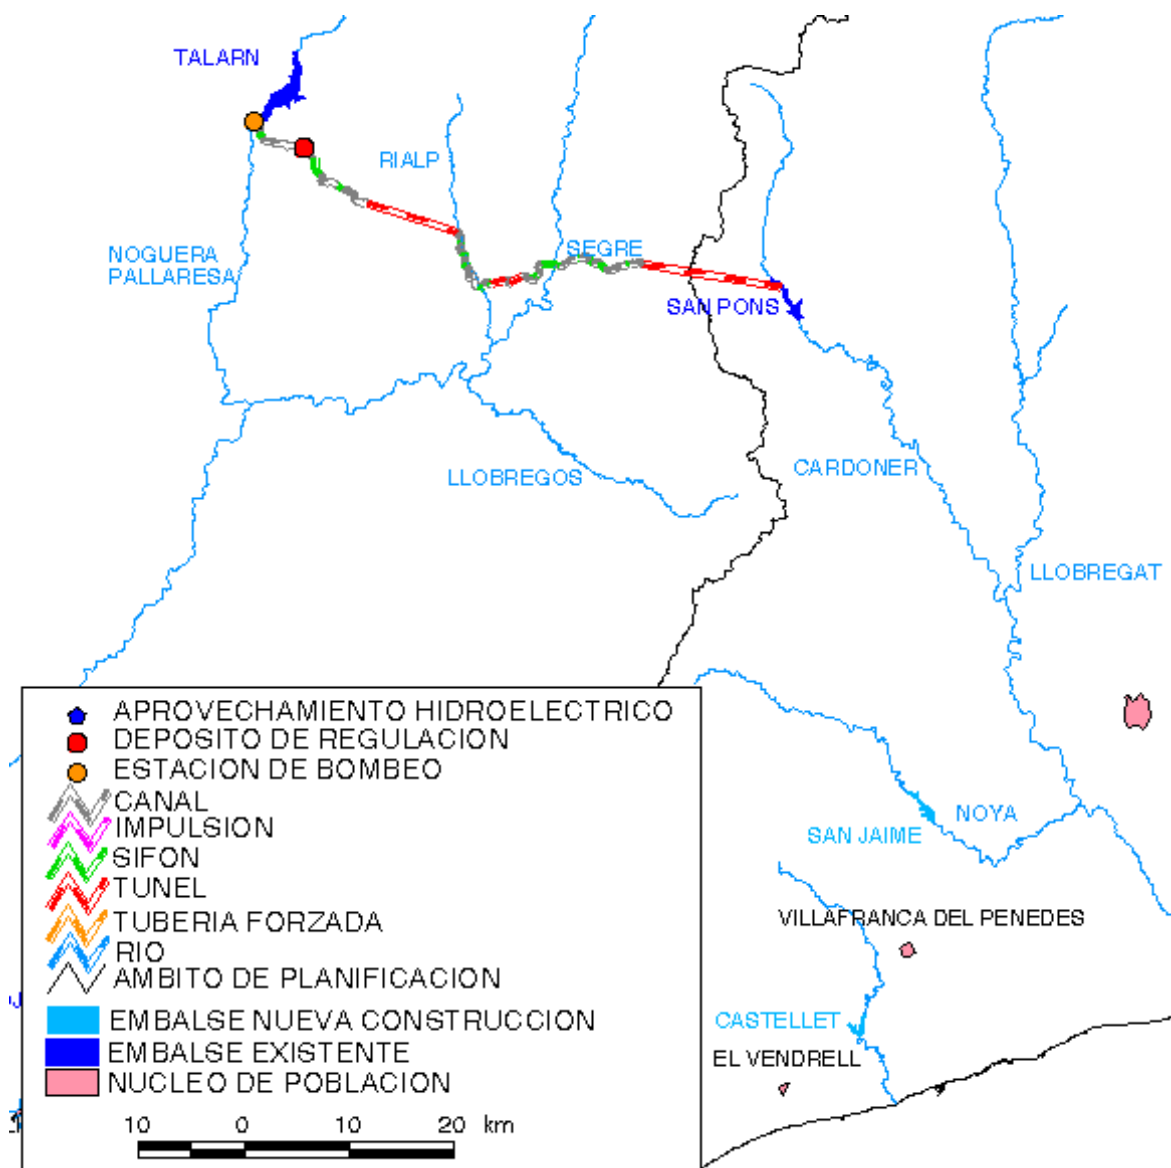 TALARN
RIALP
NOGUERA
PALLARESA
SEGRE
SAN PONS
LLOBREGOS
CARDONER
LLOBREGAT
NOYA
SAN JAIME
VILLAFRANCA DEL PENEDES
CASTELLET
EL VENDRELL
APROVECHAMIENTO HIDROELECTRICO
DEPOSITO DE REGULACION
ESTACION DE BOMBEO
CANAL
IMPULSION
SIFON
TUNEL
TUBERIA FORZADA
RIO
AMBITO DE PLANIFICACION
EMBALSE NUEVA CONSTRUCCION
EMBALSE EXISTENTE
NUCLEO DE POBLACION
10 0 10 20 km